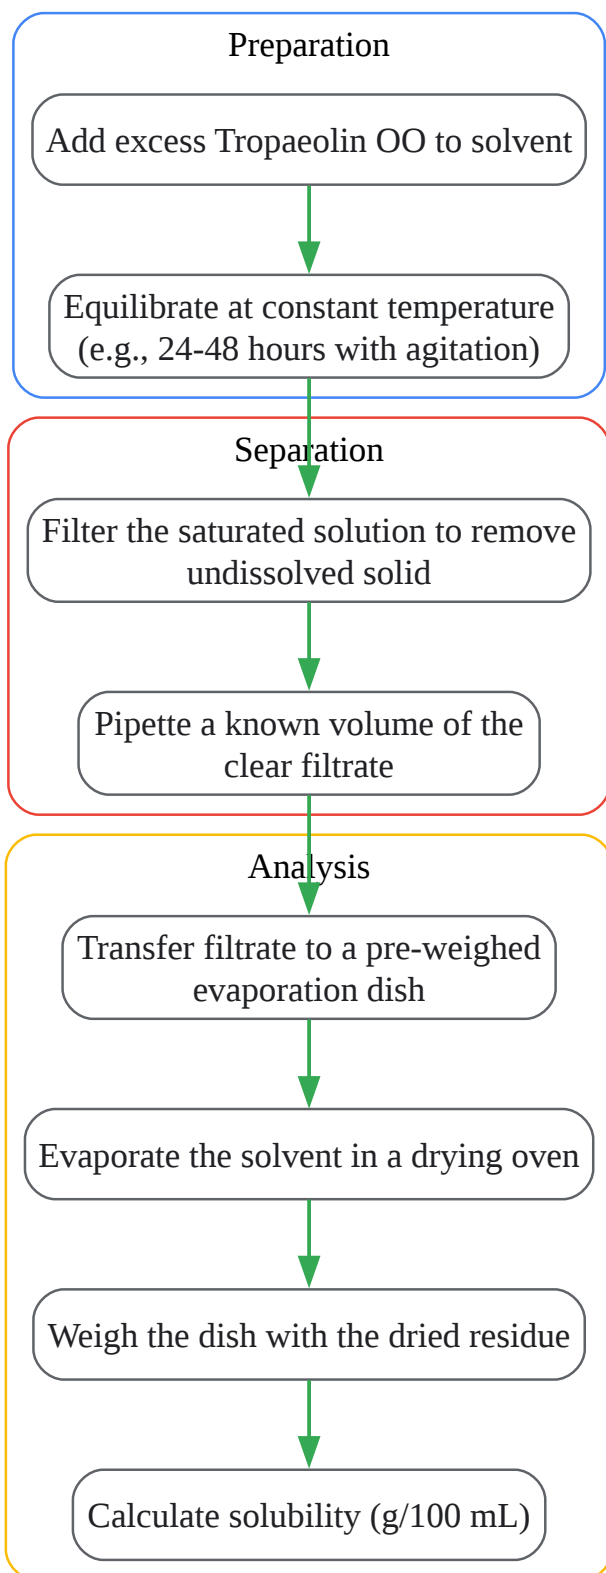 Preparation
Add excess Tropaeolin OO to solvent
Equilibrate at constant temperature
(e.g., 24-48 hours with agitation)
Separation
Filter the saturated solution to remove
undissolved solid
Pipette a known volume of the
clear filtrate
Analysis
Transfer filtrate to a pre-weighed
evaporation dish
Evaporate the solvent in a drying oven
Weigh the dish with the dried residue
Calculate solubility (g/100 mL)